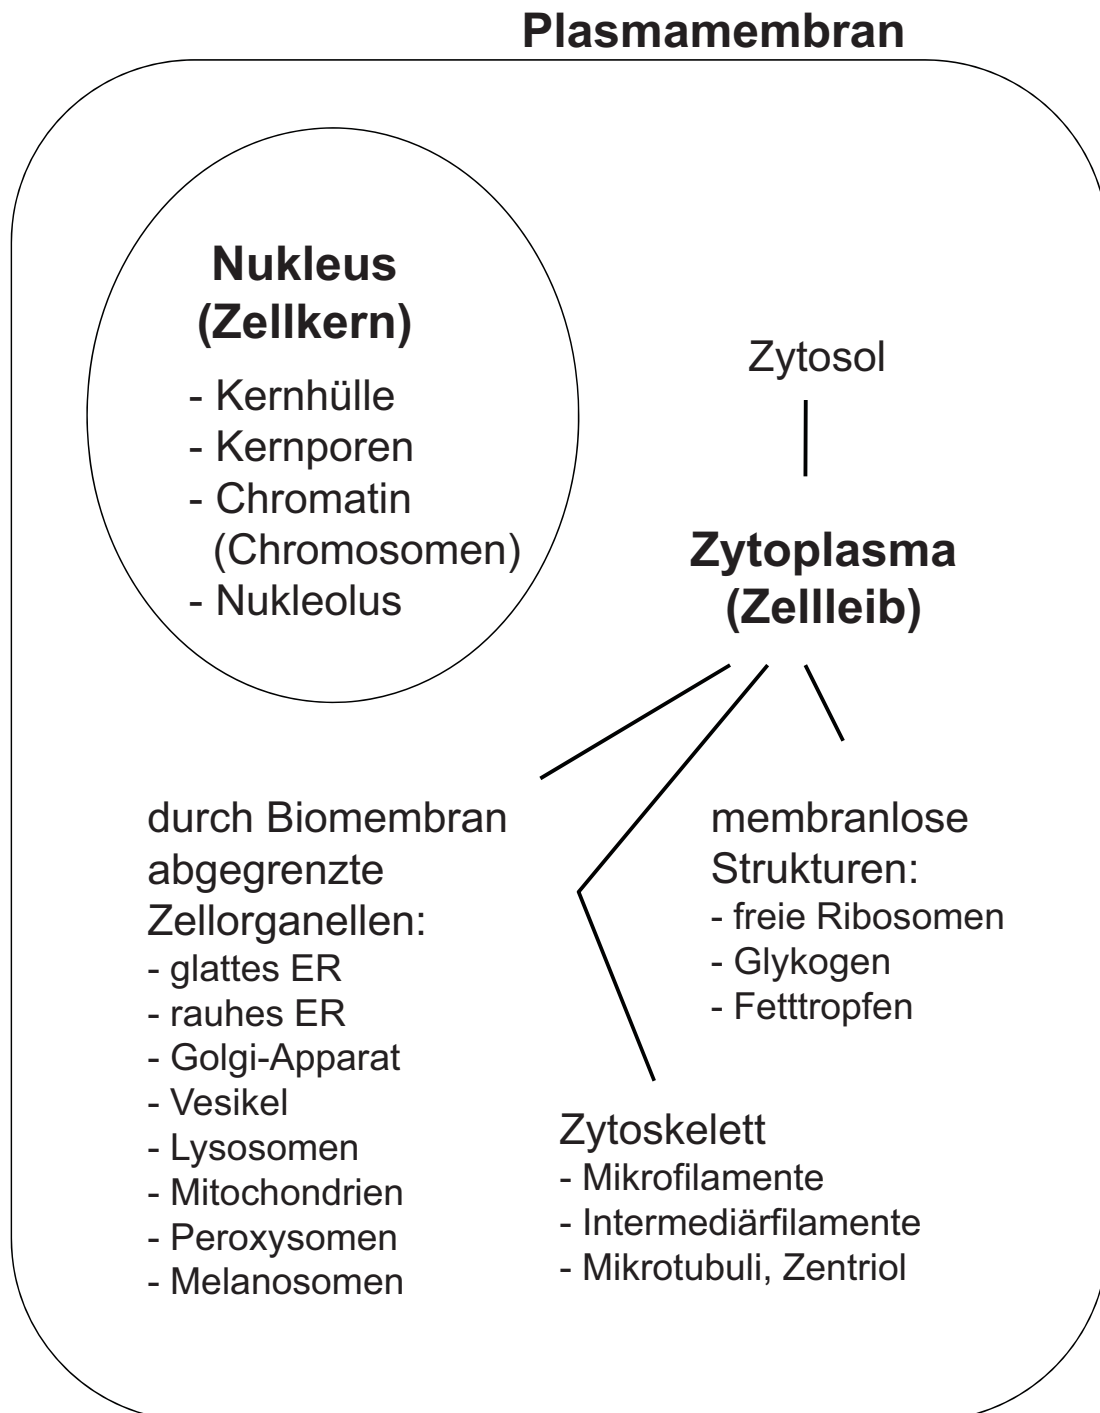 Plasmamembran
Nukleus
(Zellkern)
- Kernhülle
- Kernporen
- Chromatin
(Chromosomen)
- Nukleolus
Zytosol
Zytoplasma
(Zellleib)
durch Biomembran
abgegrenzte
Zellorganellen:
- glattes ER
- rauhes ER
- Golgi-Apparat
- Vesikel
- Lysosomen
- Mitochondrien
- Peroxysomen
- Melanosomen
membranlose
Strukturen:
- freie Ribosomen
- Glykogen
- Fetttropfen
Zytoskelett
- Mikrofilamente
- Intermediärfilamente
- Mikrotubuli, Zentriol